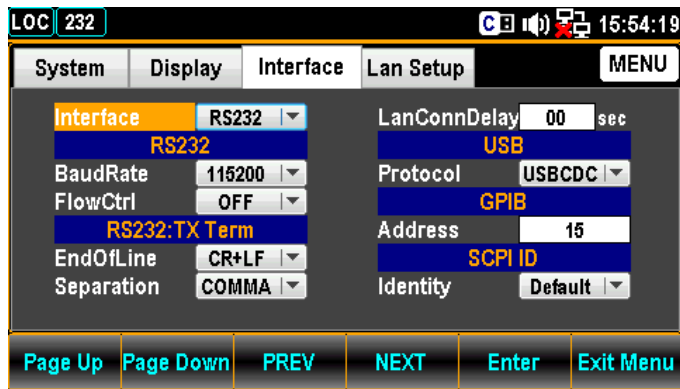 LOC 232 C 15:54:19
System Display Interface Lan Setup MENU
Interface RS232
RS232
BaudRate 115200
FlowCtrl OFF
RS232:TX Term
EndOfLine CR+LF
Separation COMMA
LanConnDelay 00 sec
USB
Protocol USBCDC
GPIB
Address 15
SCPI ID
Identity Default
Page Up Page Down PREV NEXT Enter Exit Menu